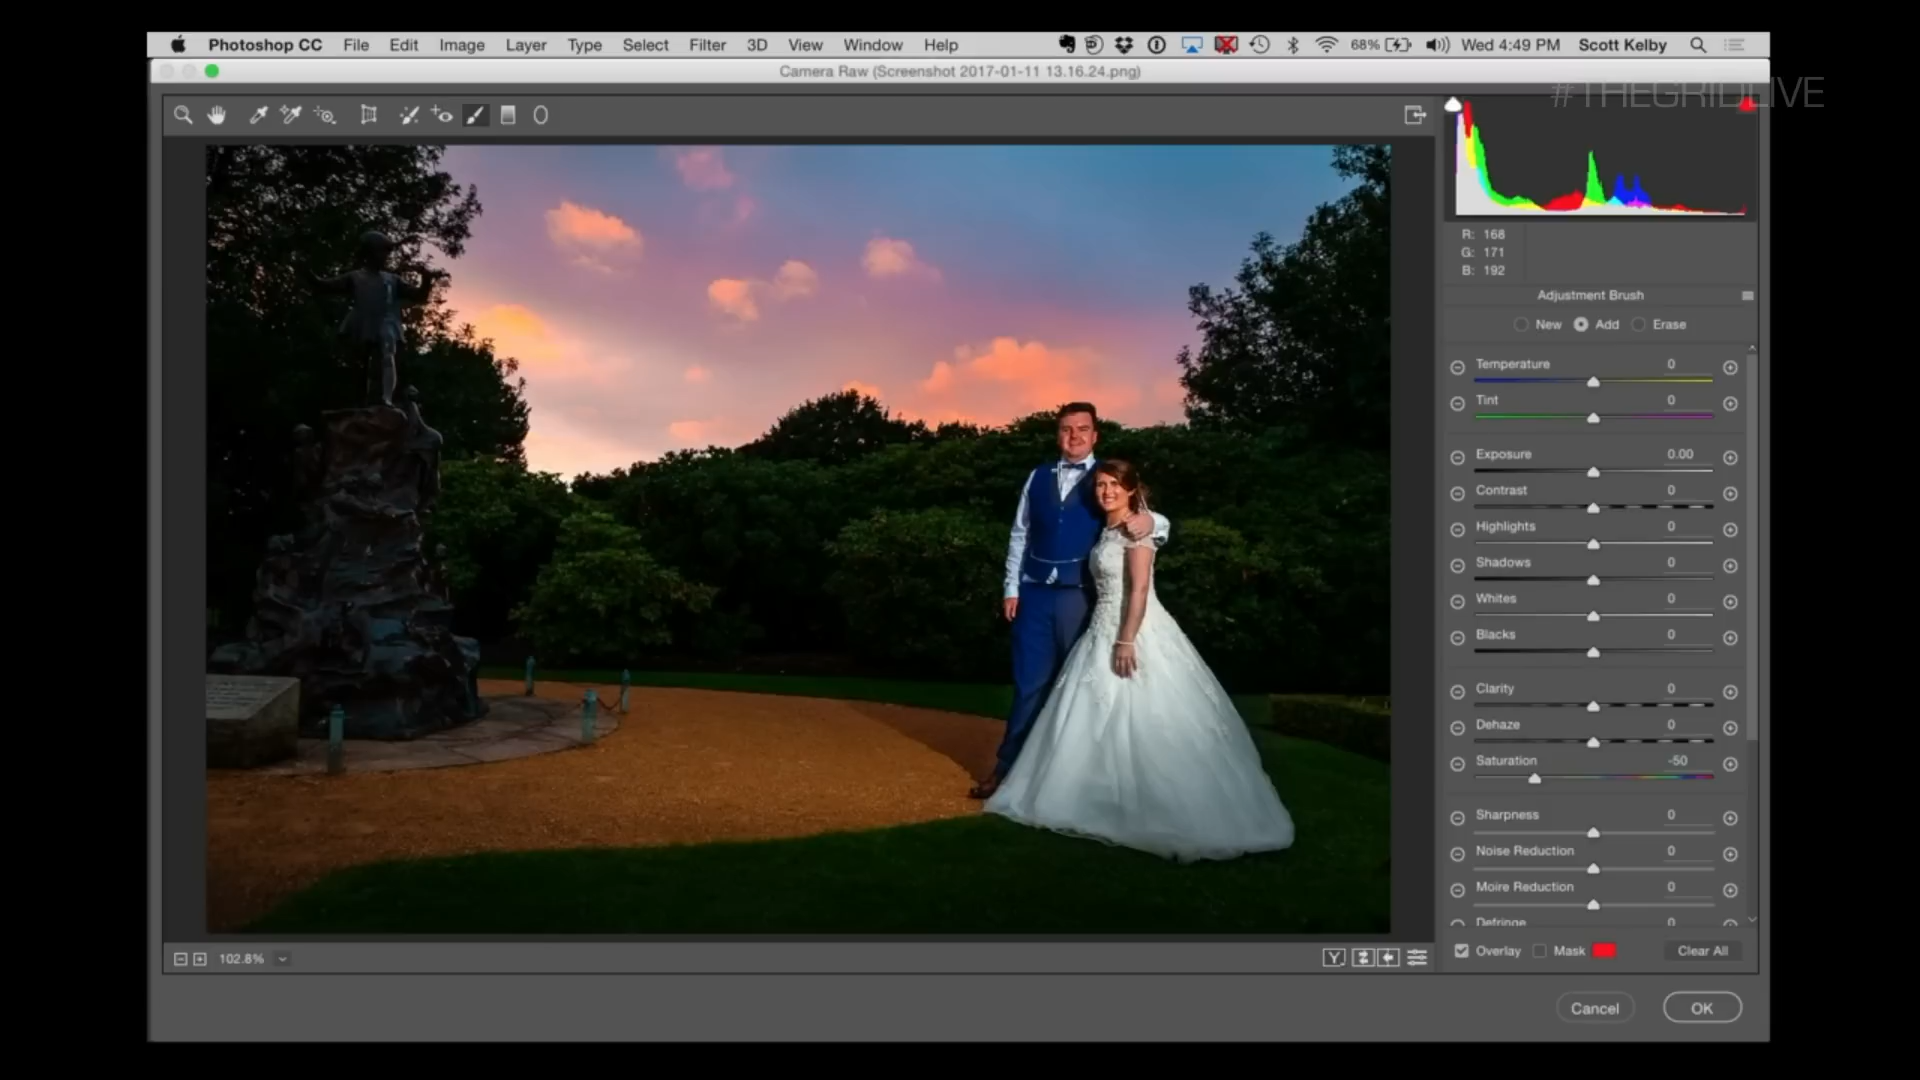 Photoshop CC File Edit Image Layer Type Select Filter 3D View Window Help 68% Wed 4:49 PM Scott Kelby
Camera Raw (Screenshot 2017-01-11 13.16.24.png)
#THEGRIDLIVE
R: 168
G: 171
B: 192
Adjustment Brush
New Add Erase
Temperature 0
Tint 0
Exposure 0.00
Contrast 0
Highlights 0
Shadows 0
Whites 0
Blacks 0
Clarity 0
Dehaze 0
Saturation -50
Sharpness 0
Noise Reduction 0
Moire Reduction 0
Defringe 0
Overlay Mask Clear All
102.8% Y
Cancel OK